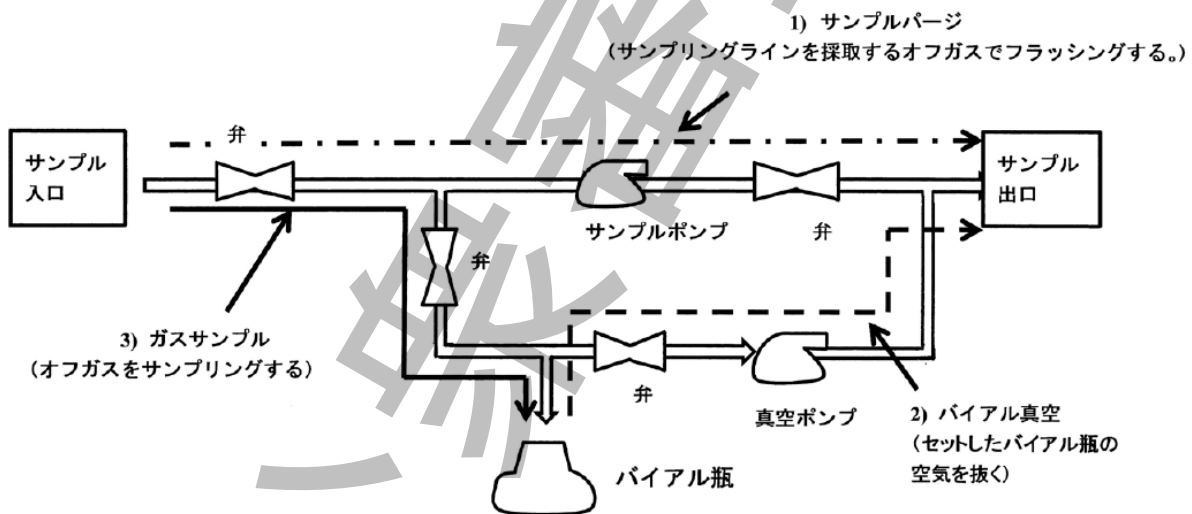 1) サンプルパージ
(サンプリングラインを採取するオフガスでフラッシングする。)
弁
サンプル
入口
サンプル
出口
サンプルポンプ
弁
弁
3) ガスサンプル
(オフガスをサンプリングする)
弁
真空ポンプ
2) バイアル真空
(セットしたバイアル瓶の
空気を抜く)
バイアル瓶